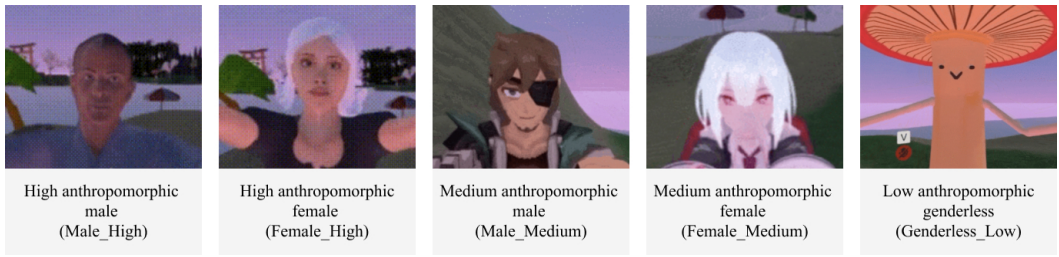 V
High anthropomorphic
male
(Male_High)
High anthropomorphic
female
(Female_High)
Medium anthropomorphic
male
(Male_Medium)
Medium anthropomorphic
female
(Female_Medium)
Low anthropomorphic
genderless
(Genderless_Low)